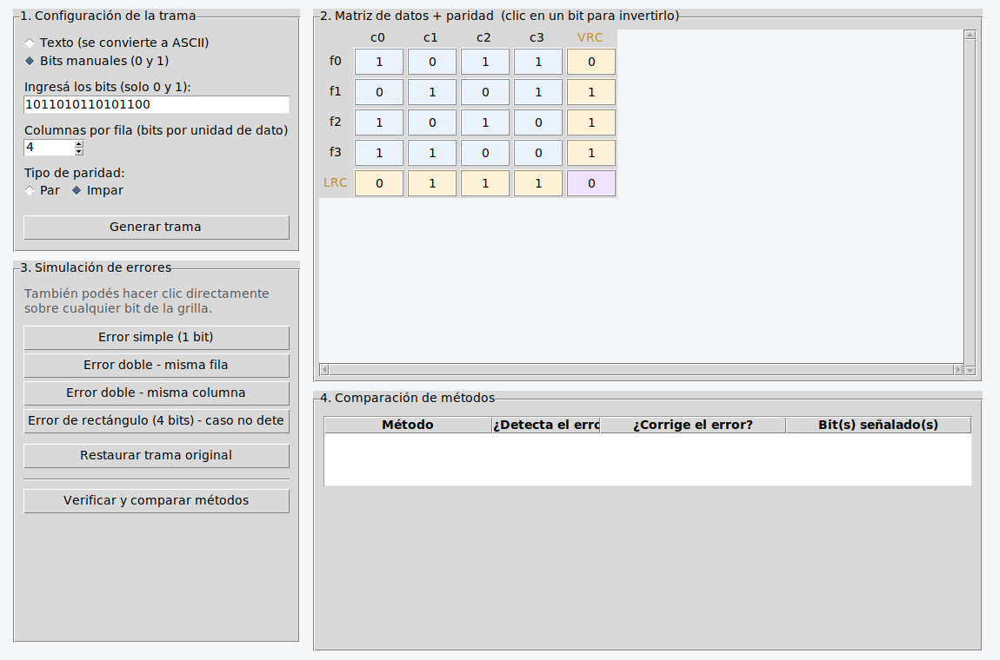 1. Configuración de la trama
Texto (se convierte a ASCII)
Bits manuales (0 y 1)
Ingresá los bits (solo 0 y 1):
1011010110101100
Columnas por fila (bits por unidad de dato)
4
Tipo de paridad:
Par Impar
Generar trama
2. Matriz de datos + paridad (clic en un bit para invertirlo)
c0 c1 c2 c3 VRC
f0 1 0 1 1 0
f1 0 1 0 1 1
f2 1 0 1 0 1
f3 1 1 0 0 1
LRC 0 1 1 1 0
3. Simulación de errores
También podés hacer clic directamente
sobre cualquier bit de la grilla.
Error simple (1 bit)
Error doble - misma fila
Error doble - misma columna
Error de rectángulo (4 bits) - caso no dete
Restaurar trama original
Verificar y comparar métodos
4. Comparación de métodos
Método ¿Detecta el erro ¿Corrige el error? Bit(s) señalado(s)